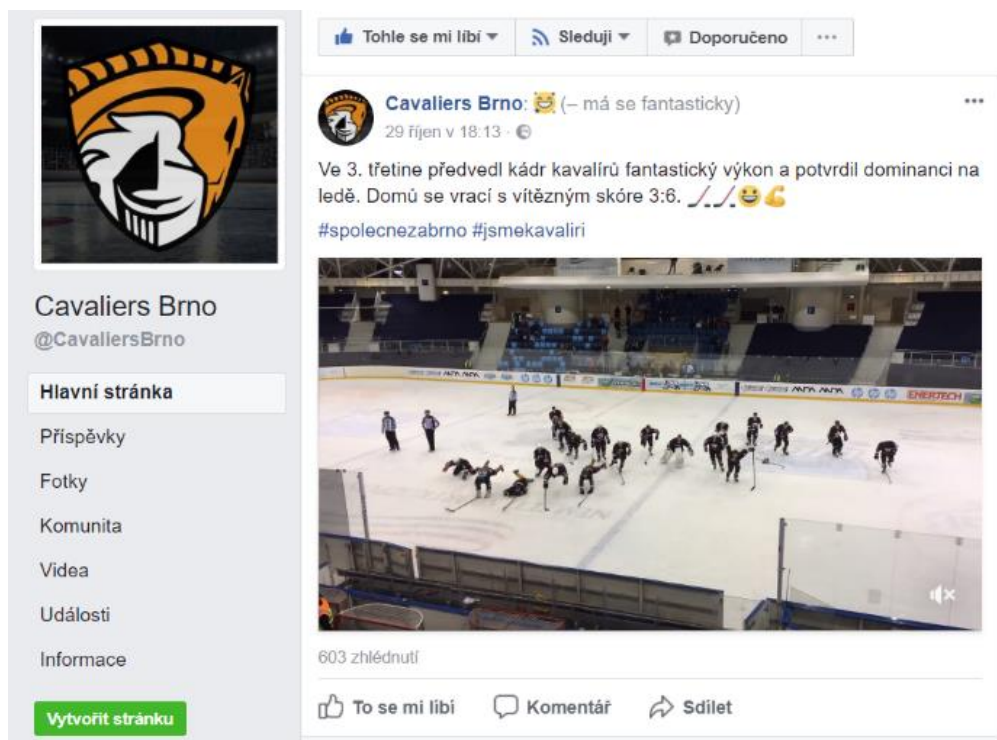 Tohle se mi líbí
Sleduji
Doporučeno
Cavaliers Brno: (– má se fantasticky)
29 říjen v 18:13 ·
Ve 3. třetine předvedl kádr kavalírů fantastický výkon a potvrdil dominanci na
ledě. Domů se vrací s vítězným skóre 3:6.
#spolecnezabrno #jsmekavaliri
ENERTECH
603 zhlédnutí
To se mi líbí
Komentář
Sdílet
Cavaliers Brno
@CavaliersBrno
Hlavní stránka
Příspěvky
Fotky
Komunita
Videa
Události
Informace
Vytvořit stránku